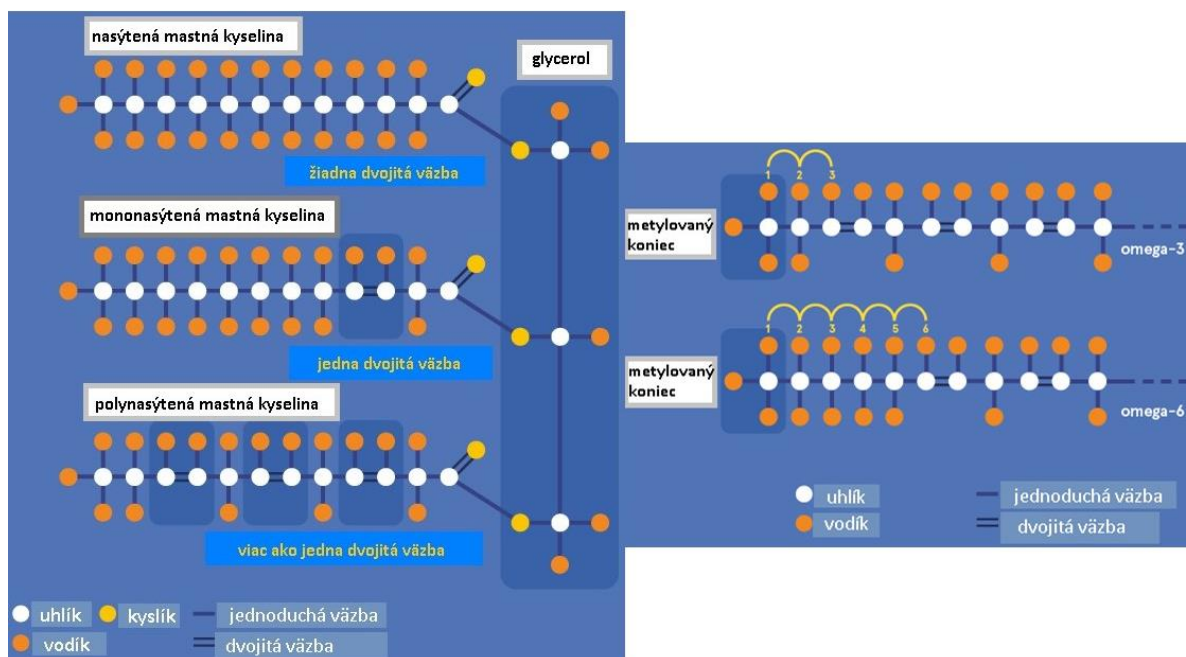 nasýtená mastná kyselina
glycerol
žiadna dvojitá väzba
mononasýtená mastná kyselina
jedna dvojitá väzba
polynasýtená mastná kyselina
viac ako jedna dvojitá väzba
uhlík
kyslík
jednoduchá väzba
vodík
dvojitá väzba
1 2 3
metylovaný
koniec
omega-3
1 2 3 4 5 6
metylovaný
koniec
omega-6
uhlík
jednoduchá väzba
vodík
dvojitá väzba